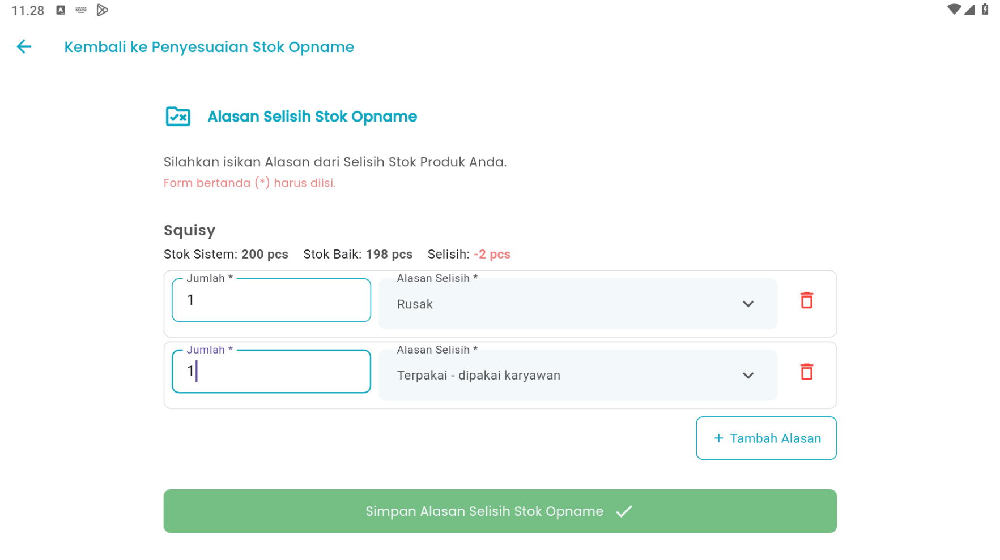 11.28
Kembali ke Penyesuaian Stok Opname
Alasan Selisih Stok Opname
Silahkan isikan Alasan dari Selisih Stok Produk Anda.
Form bertanda (*) harus diisi.
Squisy
Stok Sistem: 200 pcs Stok Baik: 198 pcs Selisih: -2 pcs
Jumlah * Alasan Selisih *
1 Rusak
Jumlah * Alasan Selisih *
1 Terpakai - dipakai karyawan
+ Tambah Alasan
Simpan Alasan Selisih Stok Opname